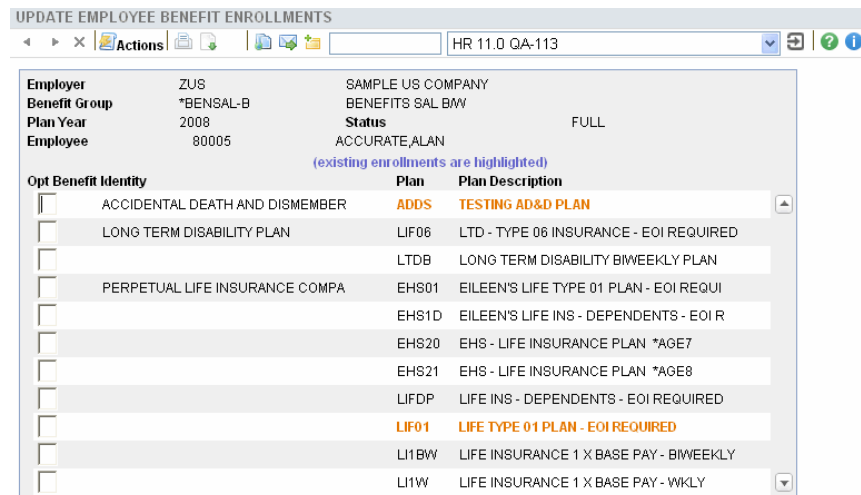 UPDATE EMPLOYEE BENEFIT ENROLLMENTS
Actions HR 11.0 QA-113
Employer ZUS SAMPLE US COMPANY
Benefit Group *BENSAL-B BENEFITS SAL B/W
Plan Year 2008 Status FULL
Employee 80005 ACCURATE,ALAN
(existing enrollments are highlighted)
Opt Benefit Identity Plan Plan Description
ACCIDENTAL DEATH AND DISMEMBER ADDS TESTING AD&D PLAN
LONG TERM DISABILITY PLAN LIF06 LTD - TYPE 06 INSURANCE - EOI REQUIRED
LTDB LONG TERM DISABILITY BIWEEKLY PLAN
PERPETUAL LIFE INSURANCE COMPA EHS01 EILEEN'S LIFE TYPE 01 PLAN - EOI REQUI
EHS1D EILEEN'S LIFE INS - DEPENDENTS - EOI R
EHS20 EHS - LIFE INSURANCE PLAN *AGE7
EHS21 EHS - LIFE INSURANCE PLAN *AGE8
LIFDP LIFE INS - DEPENDENTS - EOI REQUIRED
LIF01 LIFE TYPE 01 PLAN - EOI REQUIRED
LI1BW LIFE INSURANCE 1 X BASE PAY - BIWEEKLY
LI1W LIFE INSURANCE 1 X BASE PAY - WKLY